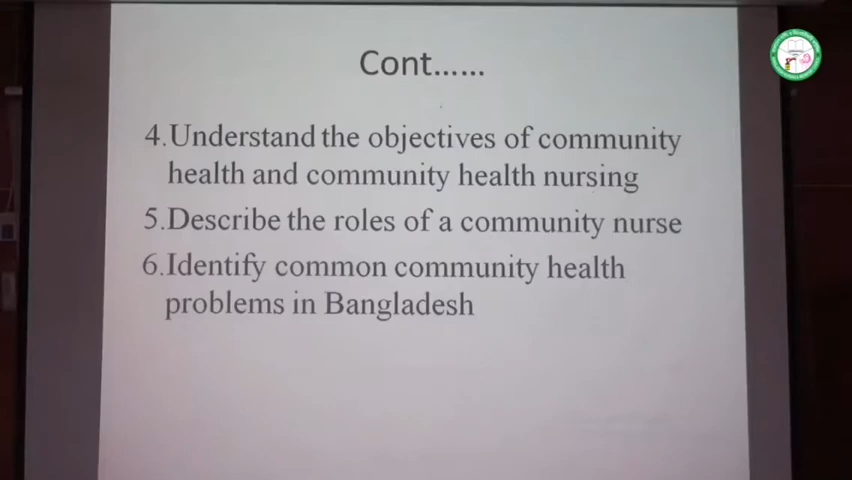 Cont......
4.Understand the objectives of community
health and community health nursing
5.Describe the roles of a community nurse
6.Identify common community health
problems in Bangladesh